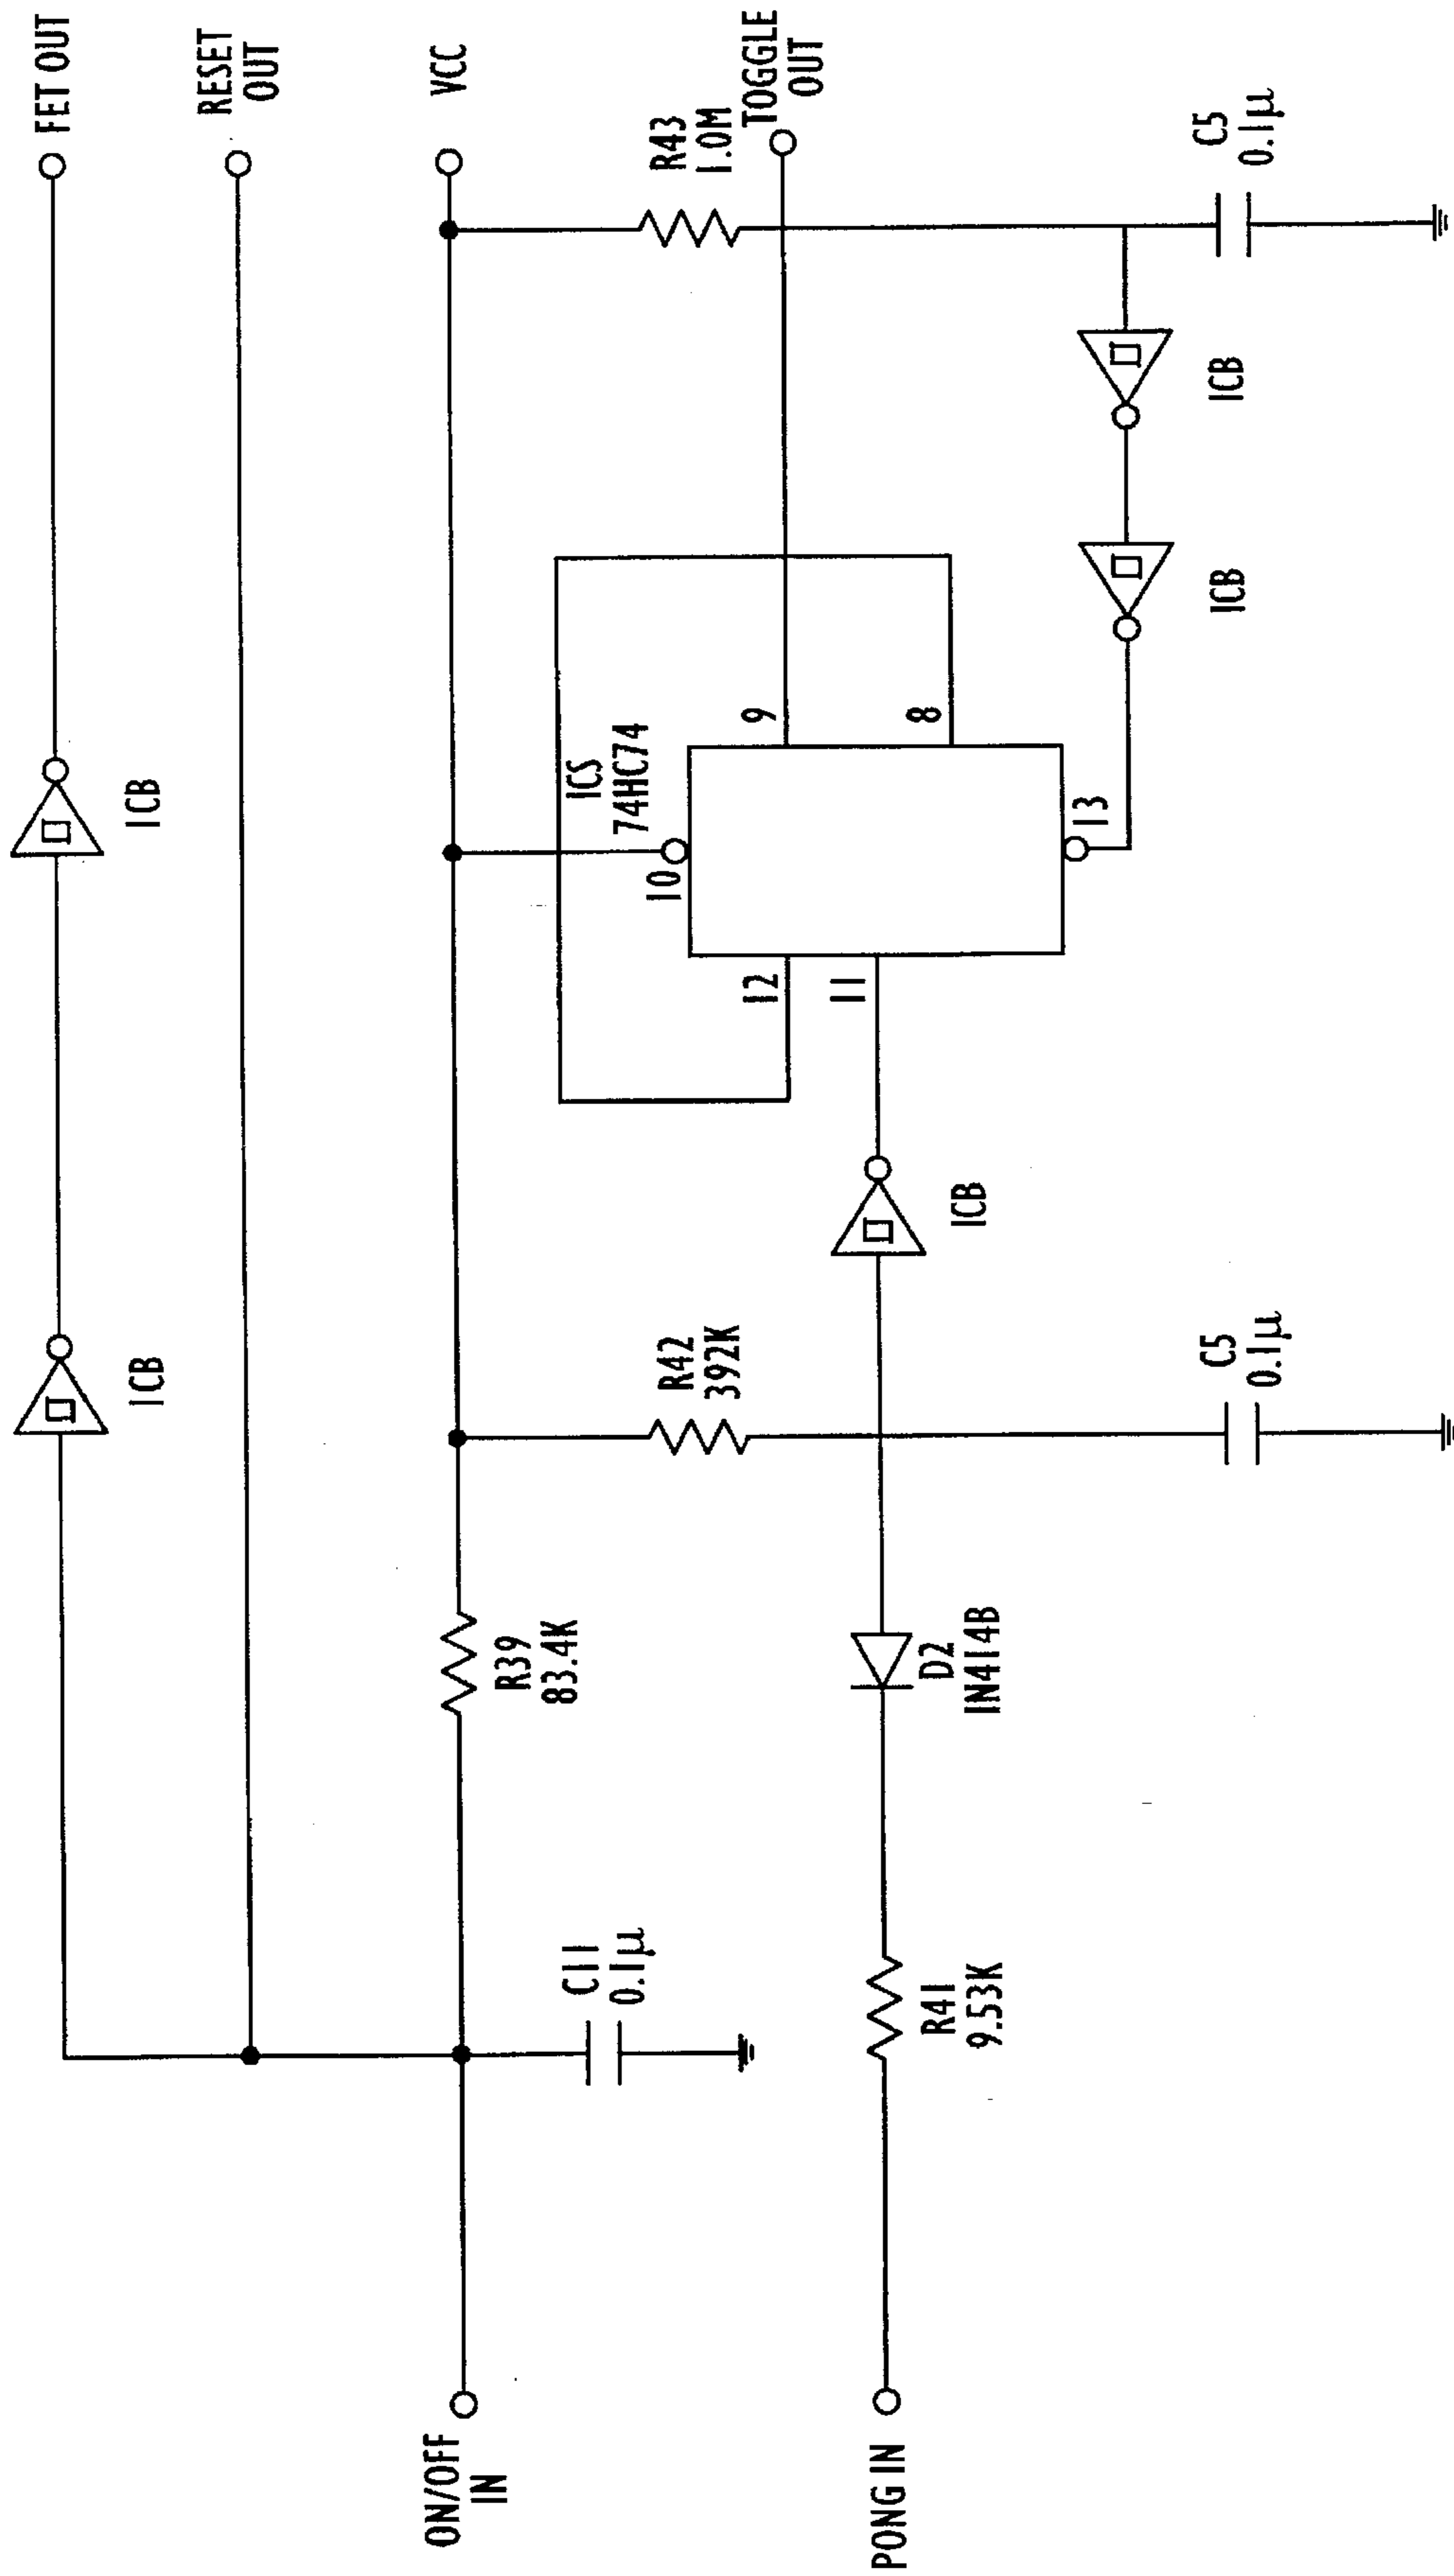 FET OUT
RESET
OUT
VCC
TOGGLE
OUT
ICB
ICB
R39
83.4K
R42
392K
R43
1.0M
C11
0.1µ
ICS
74HC74
10
9
8
12
11
13
ICB
ICB
ICB
C5
0.1µ
C5
0.1µ
D2
IN414B
R41
9.53K
ON/OFF
IN
PONG IN